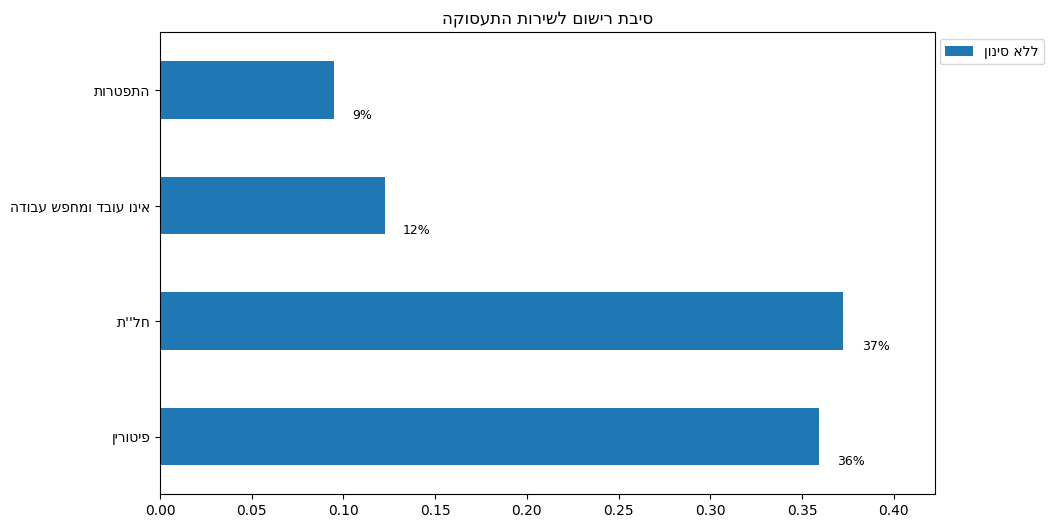 סיבת רישום לשירות התעסוקה
ללא סינון
התפטרות
9%
אינו עובד ומחפש עבודה
12%
חל''ת
37%
פיטורין
36%
0.00 0.05 0.10 0.15 0.20 0.25 0.30 0.35 0.40